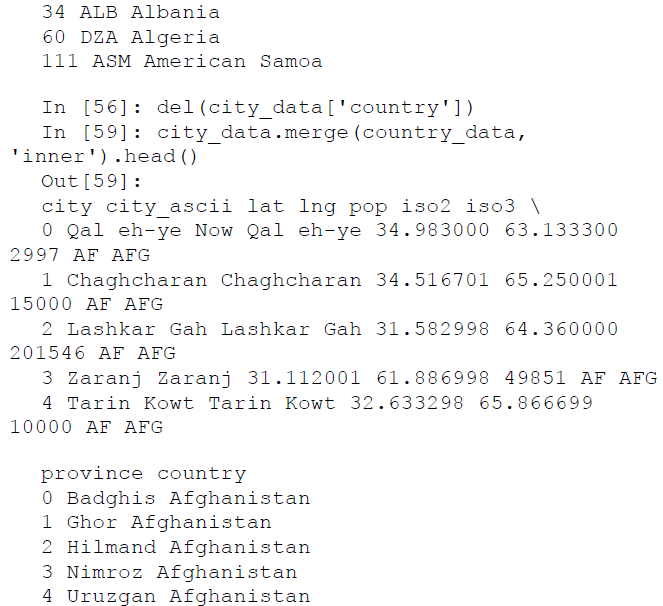 34 ALB Albania
60 DZA Algeria
111 ASM American Samoa
In [56]: del(city_data['country'])
In [59]: city_data.merge(country_data,
'inner').head()
Out[59]:
city city_ascii lat lng pop iso2 iso3 \
0 Qal eh-ye Now Qal eh-ye 34.983000 63.133300
2997 AF AFG
1 Chaghcharan Chaghcharan 34.516701 65.250001
15000 AF AFG
2 Lashkar Gah Lashkar Gah 31.582998 64.360000
201546 AF AFG
3 Zaranj Zaranj 31.112001 61.886998 49851 AF AFG
4 Tarin Kowt Tarin Kowt 32.633298 65.866699
10000 AF AFG
province country
0 Badghis Afghanistan
1 Ghor Afghanistan
2 Hilmand Afghanistan
3 Nimroz Afghanistan
4 Uruzgan Afghanistan